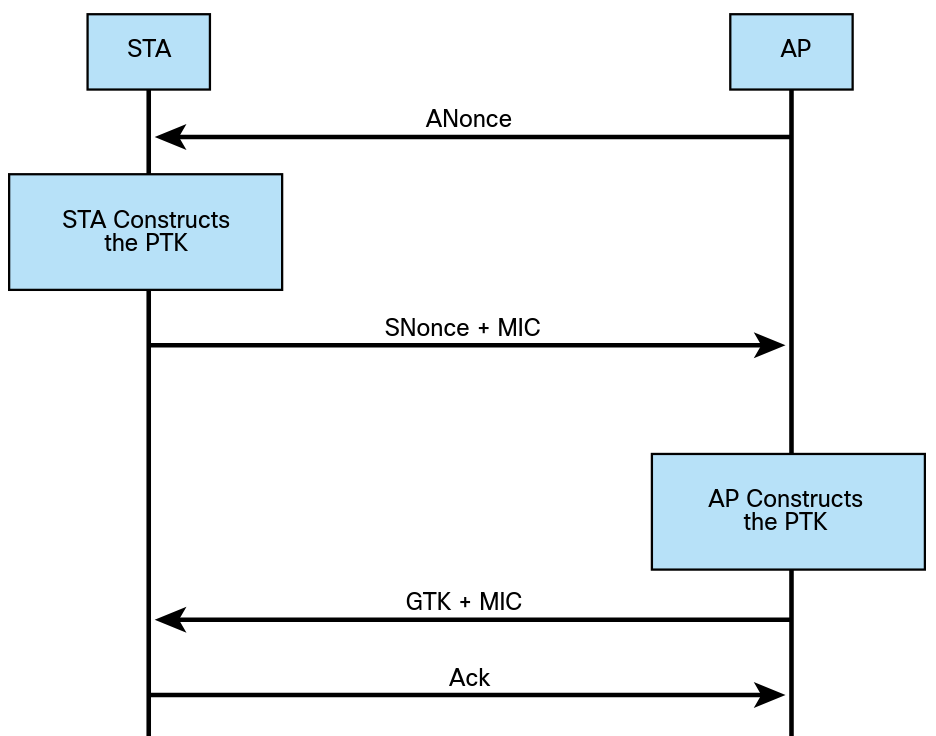 STA
AP
ANonce
STA Constructs
the PTK
SNonce + MIC
AP Constructs
the PTK
GTK + MIC
Ack